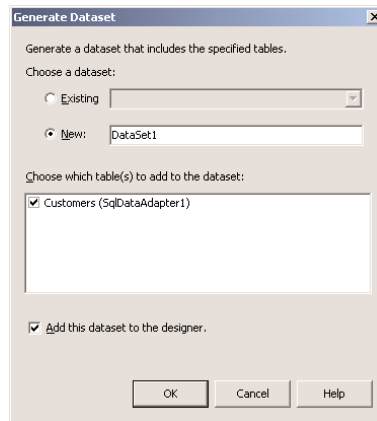 Generate Dataset
Generate a dataset that includes the specified tables.
Choose a dataset:
Existing
New: DataSet1
Choose which table(s) to add to the dataset:
Customers (SqlDataAdapter1)
Add this dataset to the designer.
OK Cancel Help